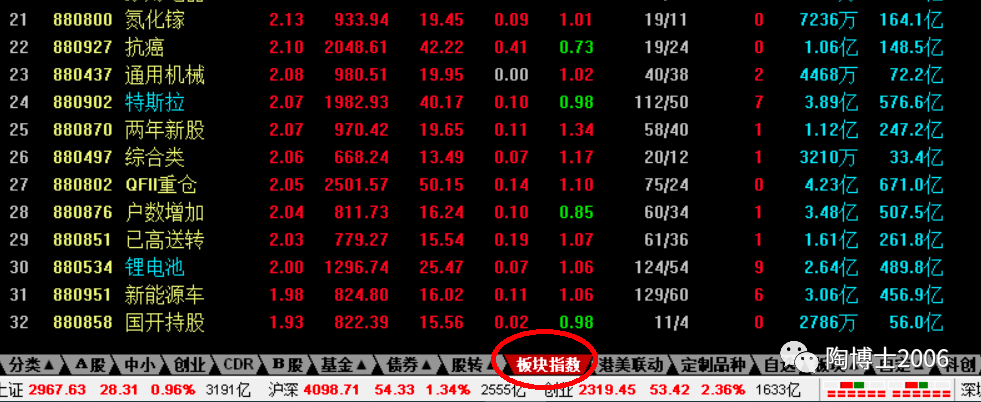 21 880800 氮化镓 2.13 933.94 19.45 0.09 1.01 19/11 0 7236万 164.1亿
22 880927 抗癌 2.10 2048.61 42.22 0.41 0.73 19/24 0 1.06亿 148.5亿
23 880437 通用机械 2.08 980.51 19.95 0.00 1.02 40/38 2 4468万 72.2亿
24 880902 特斯拉 2.07 1982.93 40.17 0.10 0.98 112/50 7 3.89亿 576.6亿
25 880870 两年新股 2.07 970.42 19.65 0.11 1.34 58/40 1 1.12亿 247.2亿
26 880497 综合类 2.06 668.24 13.49 0.07 1.17 20/12 1 3210万 33.4亿
27 880802 QFII重仓 2.05 2501.57 50.15 0.14 1.10 75/24 0 4.23亿 671.0亿
28 880876 户数增加 2.04 811.73 16.24 0.10 0.85 60/34 1 3.48亿 507.5亿
29 880851 已高送转 2.03 779.27 15.54 0.19 1.07 61/36 1 1.61亿 261.8亿
30 880534 锂电池 2.00 1296.74 25.47 0.07 1.06 124/54 9 2.64亿 489.8亿
31 880951 新能源车 1.98 824.80 16.02 0.11 1.06 129/60 6 3.06亿 456.9亿
32 880858 国开持股 1.93 822.39 15.56 0.02 0.98 11/4 0 2786万 56.0亿
分类▲ A股 中小 创业 CDR B股 基金▲ 债券▲ 股转▲ 板块指数 港美联动 定制品种 自选 科创
陶博士2006
上证 2967.63 28.31 0.96% 3191亿 沪深 4098.71 54.33 1.34% 2555亿 创业 2319.45 53.42 2.36% 1633亿